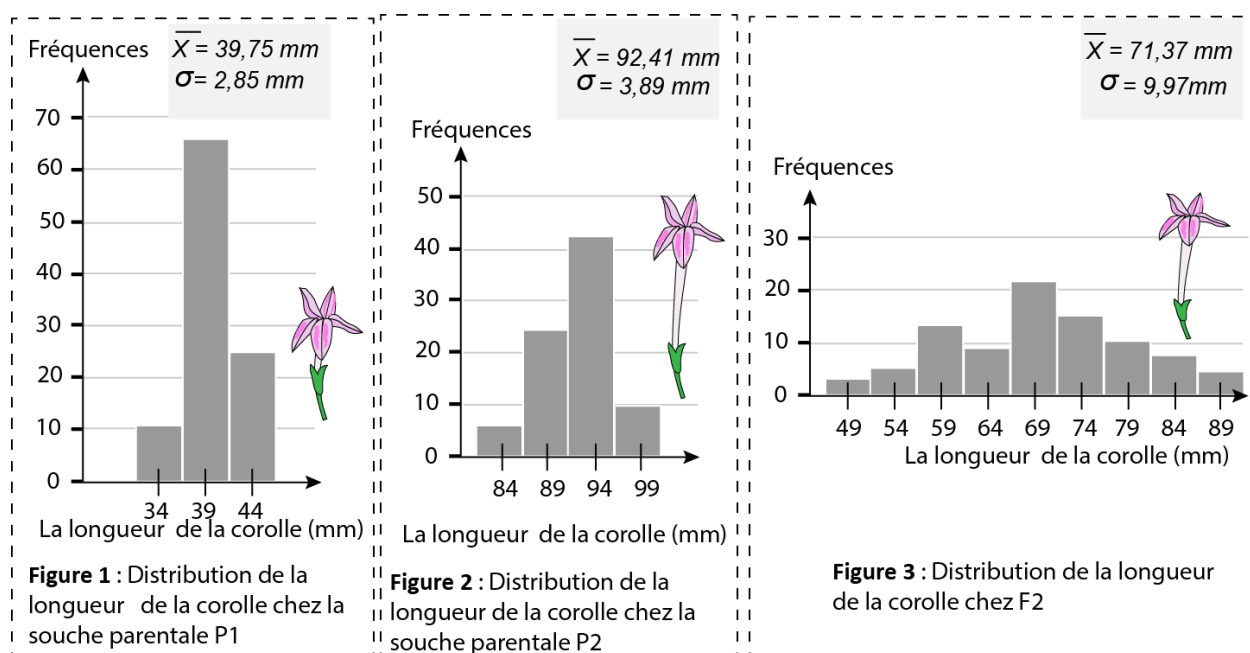 Fréquences
X = 39,75 mm
σ= 2,85 mm
70
60
50
40
30
20
10
0
34 39 44
La longueur de la corolle (mm)
Figure 1 : Distribution de la
longueur de la corolle chez la
souche parentale P1
X = 92,41 mm
σ = 3,89 mm
Fréquences
50
40
30
20
10
0
84 89 94 99
La longueur de la corolle (mm)
Figure 2 : Distribution de la
longueur de la corolle chez la
souche parentale P2
X = 71,37 mm
σ = 9,97mm
Fréquences
30
20
10
0
49 54 59 64 69 74 79 84 89
La longueur de la corolle (mm)
Figure 3 : Distribution de la longueur
de la corolle chez F2